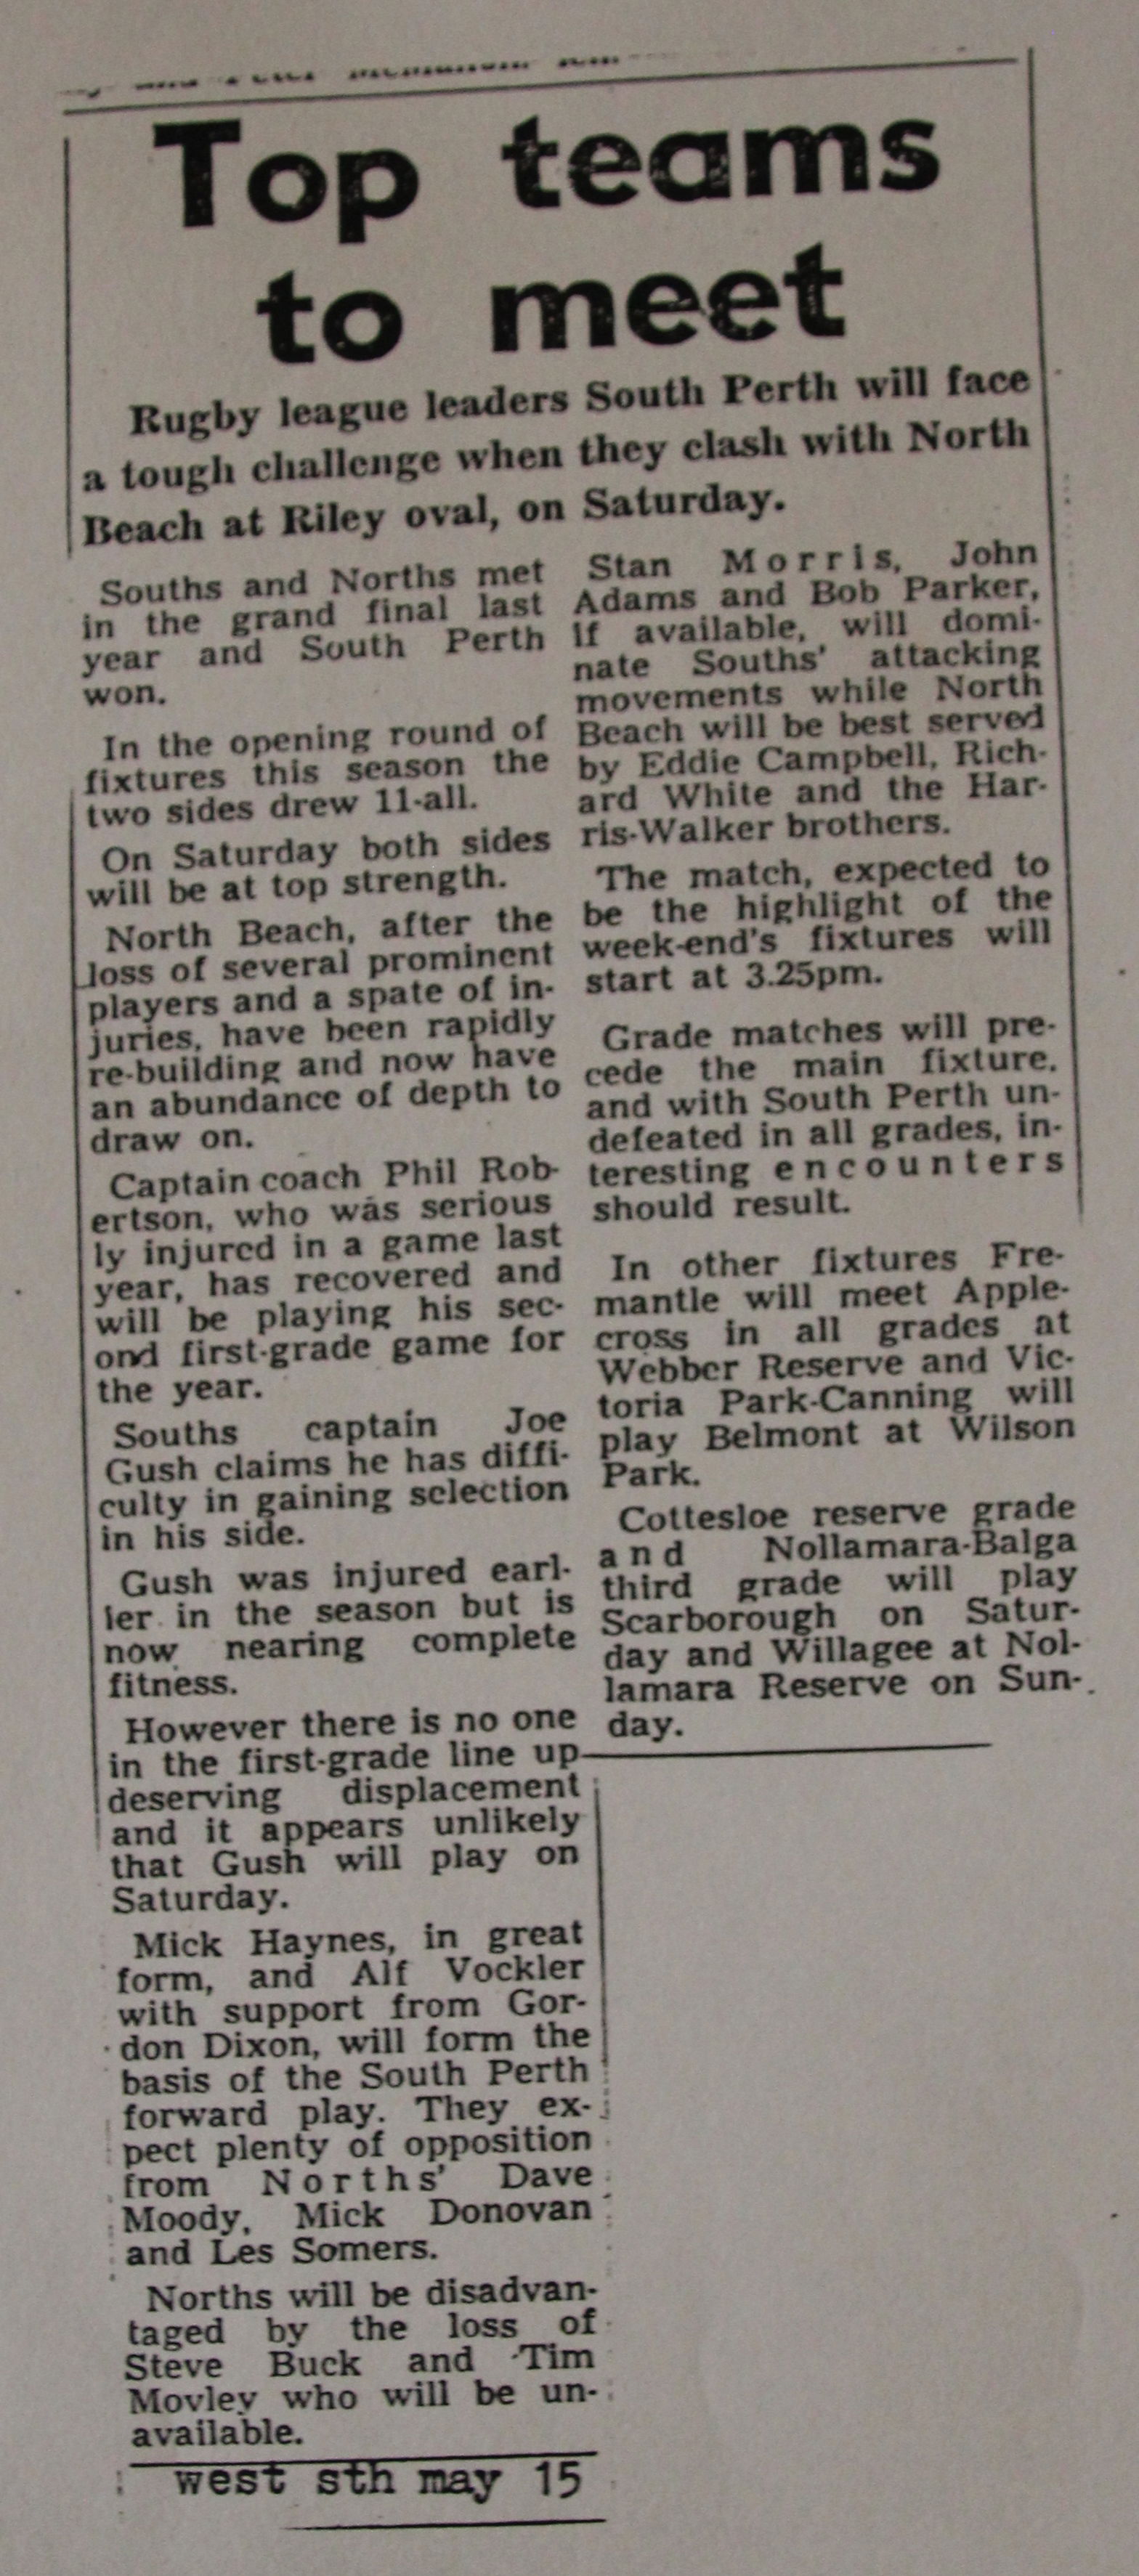 Top teams
to meet
Rugby league leaders South Perth will face
a tough challenge when they clash with North
Beach at Riley oval, on Saturday.
Souths and Norths met
in the grand final last
year and South Perth
won.
In the opening round of
fixtures this season the
two sides drew 11-all.
On Saturday both sides
will be at top strength.
North Beach, after the
loss of several prominent
players and a spate of in-
juries, have been rapidly
re-building and now have
an abundance of depth to
draw on.
Captain coach Phil Rob-
ertson, who was serious
ly injured in a game last
year, has recovered and
will be playing his sec-
ond first-grade game for
the year.
Souths captain Joe
Gush claims he has diffi-
culty in gaining selection
in his side.
Gush was injured earl-
ier in the season but is
now nearing complete
fitness.
However there is no one
in the first-grade line up
deserving displacement
and it appears unlikely
that Gush will play on
Saturday.
Mick Haynes, in great
form, and Alf Vockler
with support from Gor-
don Dixon, will form the
basis of the South Perth
forward play. They ex-
pect plenty of opposition
from Norths' Dave
Moody, Mick Donovan
and Les Somers.
Norths will be disadvan-
taged by the loss of
Steve Buck and Tim
Movley who will be un-
available.
west sth may 15
Stan Morris, John
Adams and Bob Parker,
if available, will domi-
nate Souths' attacking
movements while North
Beach will be best served
by Eddie Campbell, Rich-
ard White and the Har-
ris-Walker brothers.
The match, expected to
be the highlight of the
week-end's fixtures will
start at 3.25pm.
Grade matches will pre-
cede the main fixture,
and with South Perth un-
defeated in all grades, in-
teresting encounters
should result.
In other fixtures Fre-
mantle will meet Apple-
cross in all grades at
Webber Reserve and Vic-
toria Park-Canning will
play Belmont at Wilson
Park.
Cottesloe reserve grade
and Nollamara-Balga
third grade will play
Scarborough on Satur-
day and Willagee at Nol-
lamara Reserve on Sun-
day.